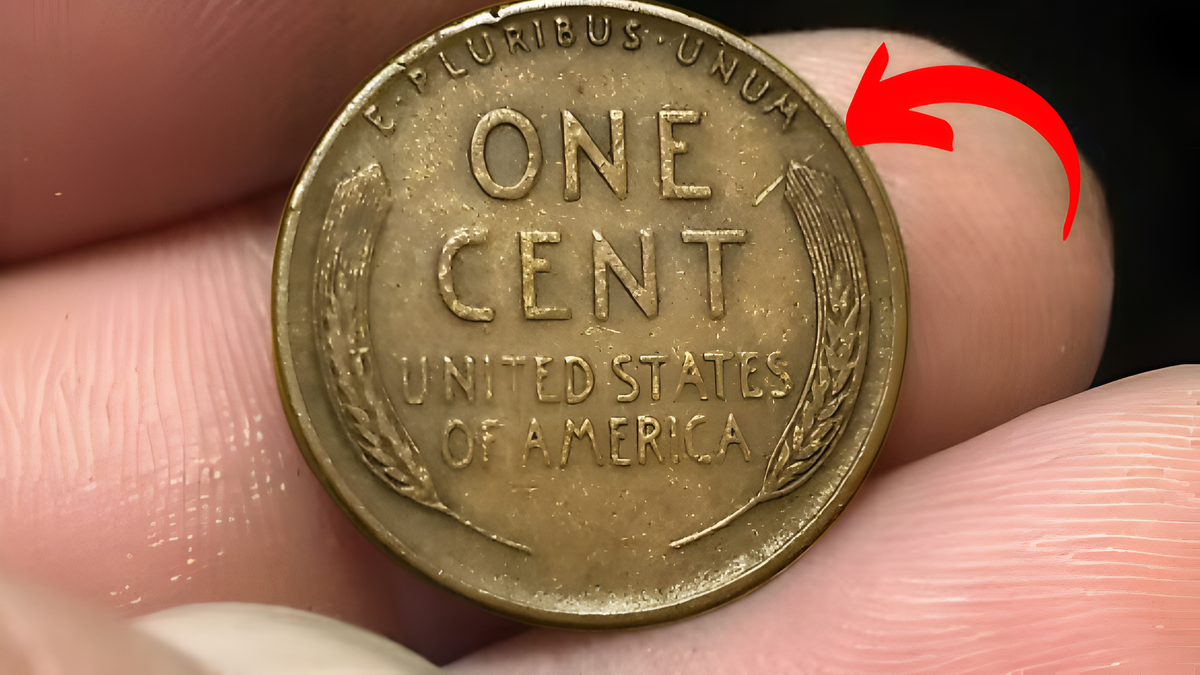 E·PLURIBUS·UNUM
ONE
CENT
UNITED STATES
OF AMERICA